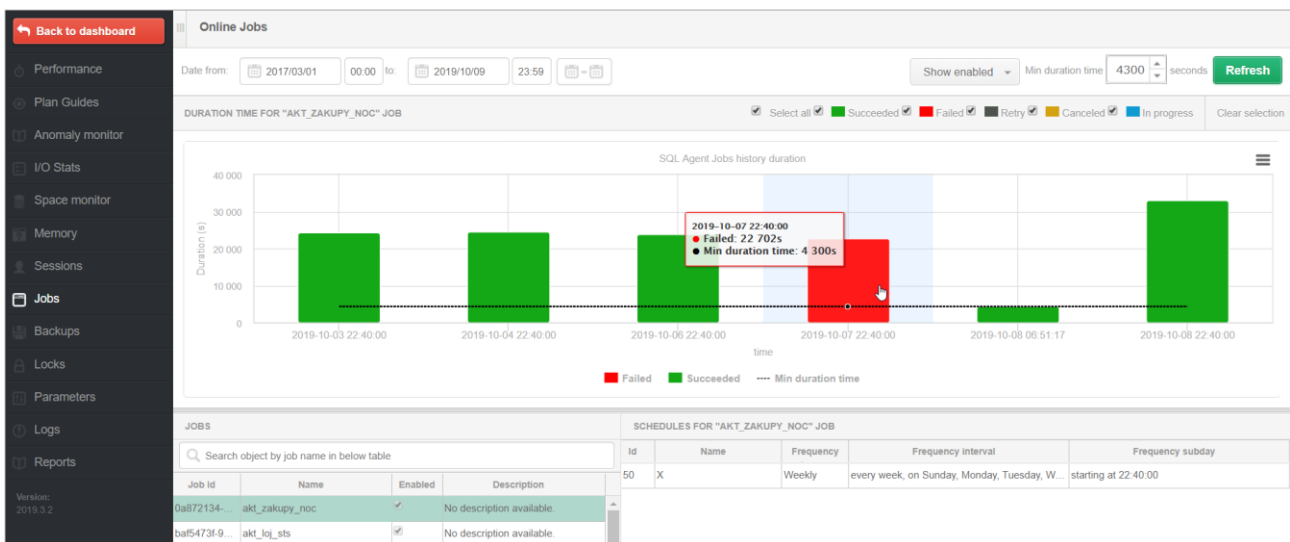 Back to dashboard
Performance
Plan Guides
Anomaly monitor
I/O Stats
Space monitor
Memory
Sessions
Jobs
Backups
Locks
Parameters
Logs
Reports
Version:
2019.3.2
Online Jobs
Date from: 2017/03/01 00:00 to: 2019/10/09 23:59 Show enabled Min duration time 4300 seconds Refresh
DURATION TIME FOR "AKT_ZAKUPY_NOC" JOB Select all Succeeded Failed Retry Canceled In progress Clear selection
SQL Agent Jobs history duration
40 000
30 000
20 000
10 000
0
Duration (s)
2019-10-07 22:40:00
Failed: 22 702s
Min duration time: 4 300s
2019-10-03 22:40:00 2019-10-04 22:40:00 2019-10-06 22:40:00 2019-10-07 22:40:00 2019-10-08 06:51:17 2019-10-08 22:40:00
time
Failed Succeeded Min duration time
JOBS
Search object by job name in below table
Job Id Name Enabled Description
0a872134-... akt_zakupy_noc No description available.
baf5473f-9... akt_loj_sts No description available.
SCHEDULES FOR "AKT_ZAKUPY_NOC" JOB
Id Name Frequency Frequency interval Frequency subday
50 X Weekly every week, on Sunday, Monday, Tuesday, W... starting at 22:40:00